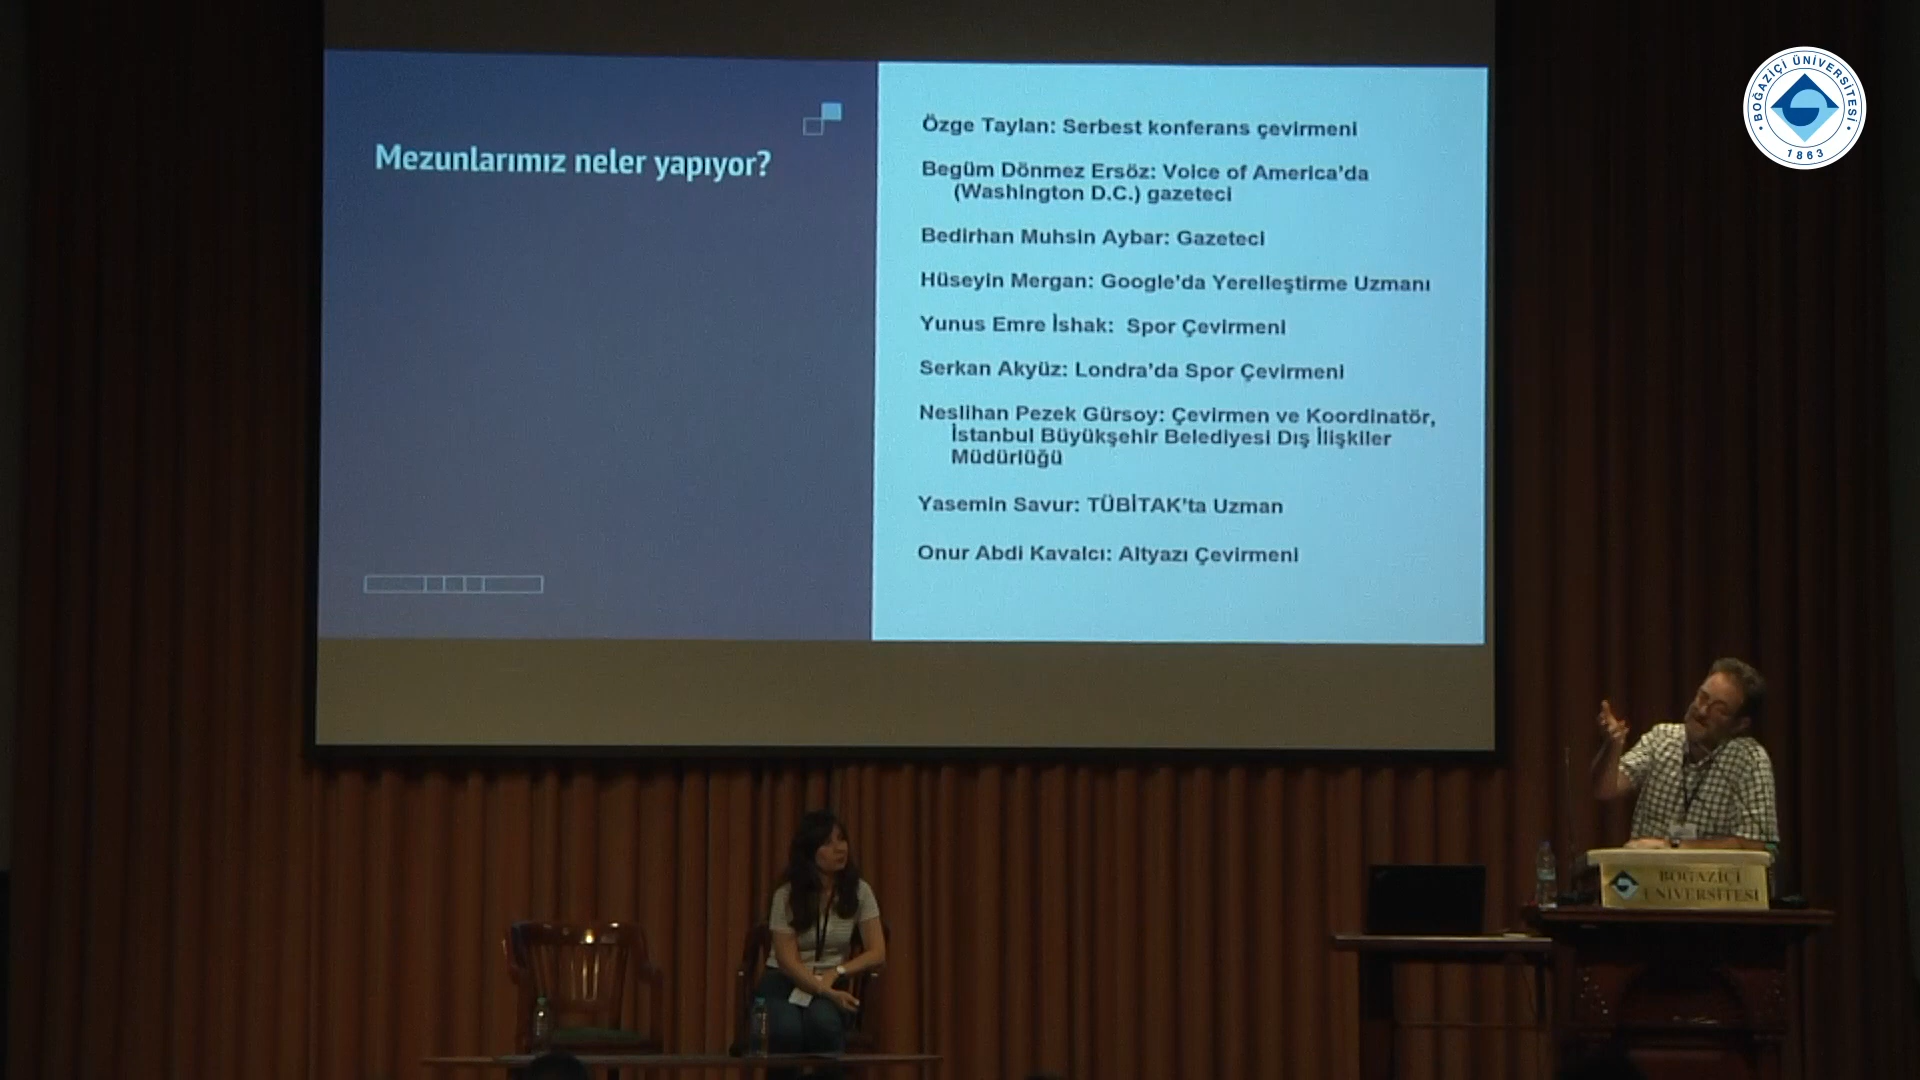 Mezunlarımız neler yapıyor?
Özge Taylan: Serbest konferans çevirmeni
Begüm Dönmez Ersöz: Voice of America'da
(Washington D.C.) gazeteci
Bedirhan Muhsin Aybar: Gazeteci
Hüseyin Mergan: Google'da Yerelleştirme Uzmanı
Yunus Emre İshak: Spor Çevirmeni
Serkan Akyüz: Londra'da Spor Çevirmeni
Neslihan Pezek Gürsoy: Çevirmen ve Koordinatör,
İstanbul Büyükşehir Belediyesi Dış İlişkiler
Müdürlüğü
Yasemin Savur: TÜBİTAK'ta Uzman
Onur Abdi Kavalcı: Altyazı Çevirmeni
BOĞAZİÇİ ÜNİVERSİTESİ
1863
BOĞAZİÇİ
ÜNİVERSİTESİ